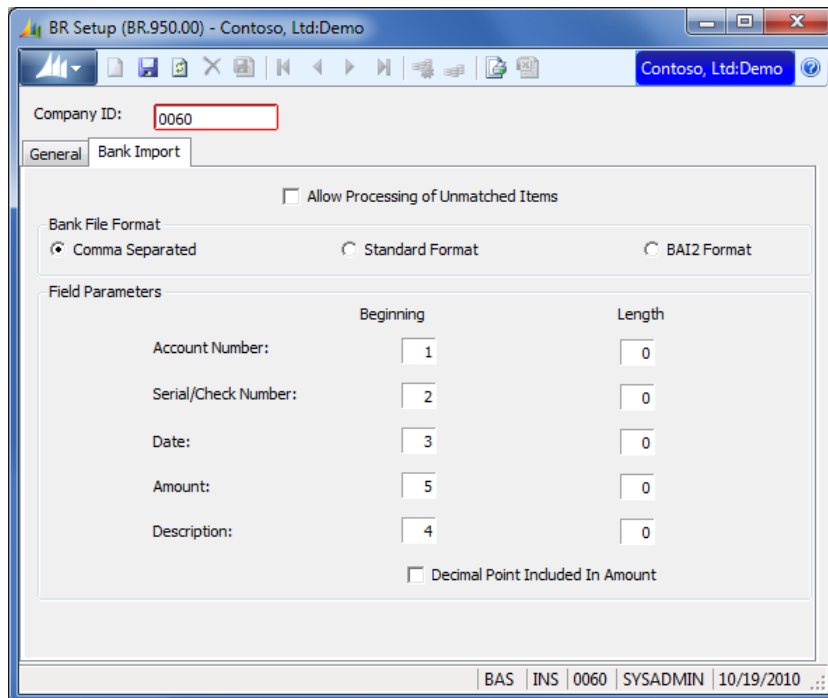 BR Setup (BR.950.00) - Contoso, Ltd:Demo
Contoso, Ltd:Demo
Company ID: 0060
General Bank Import
Allow Processing of Unmatched Items
Bank File Format
Comma Separated Standard Format BAI2 Format
Field Parameters
Beginning Length
Account Number: 1 0
Serial/Check Number: 2 0
Date: 3 0
Amount: 5 0
Description: 4 0
Decimal Point Included In Amount
BAS INS 0060 SYSADMIN 10/19/2010